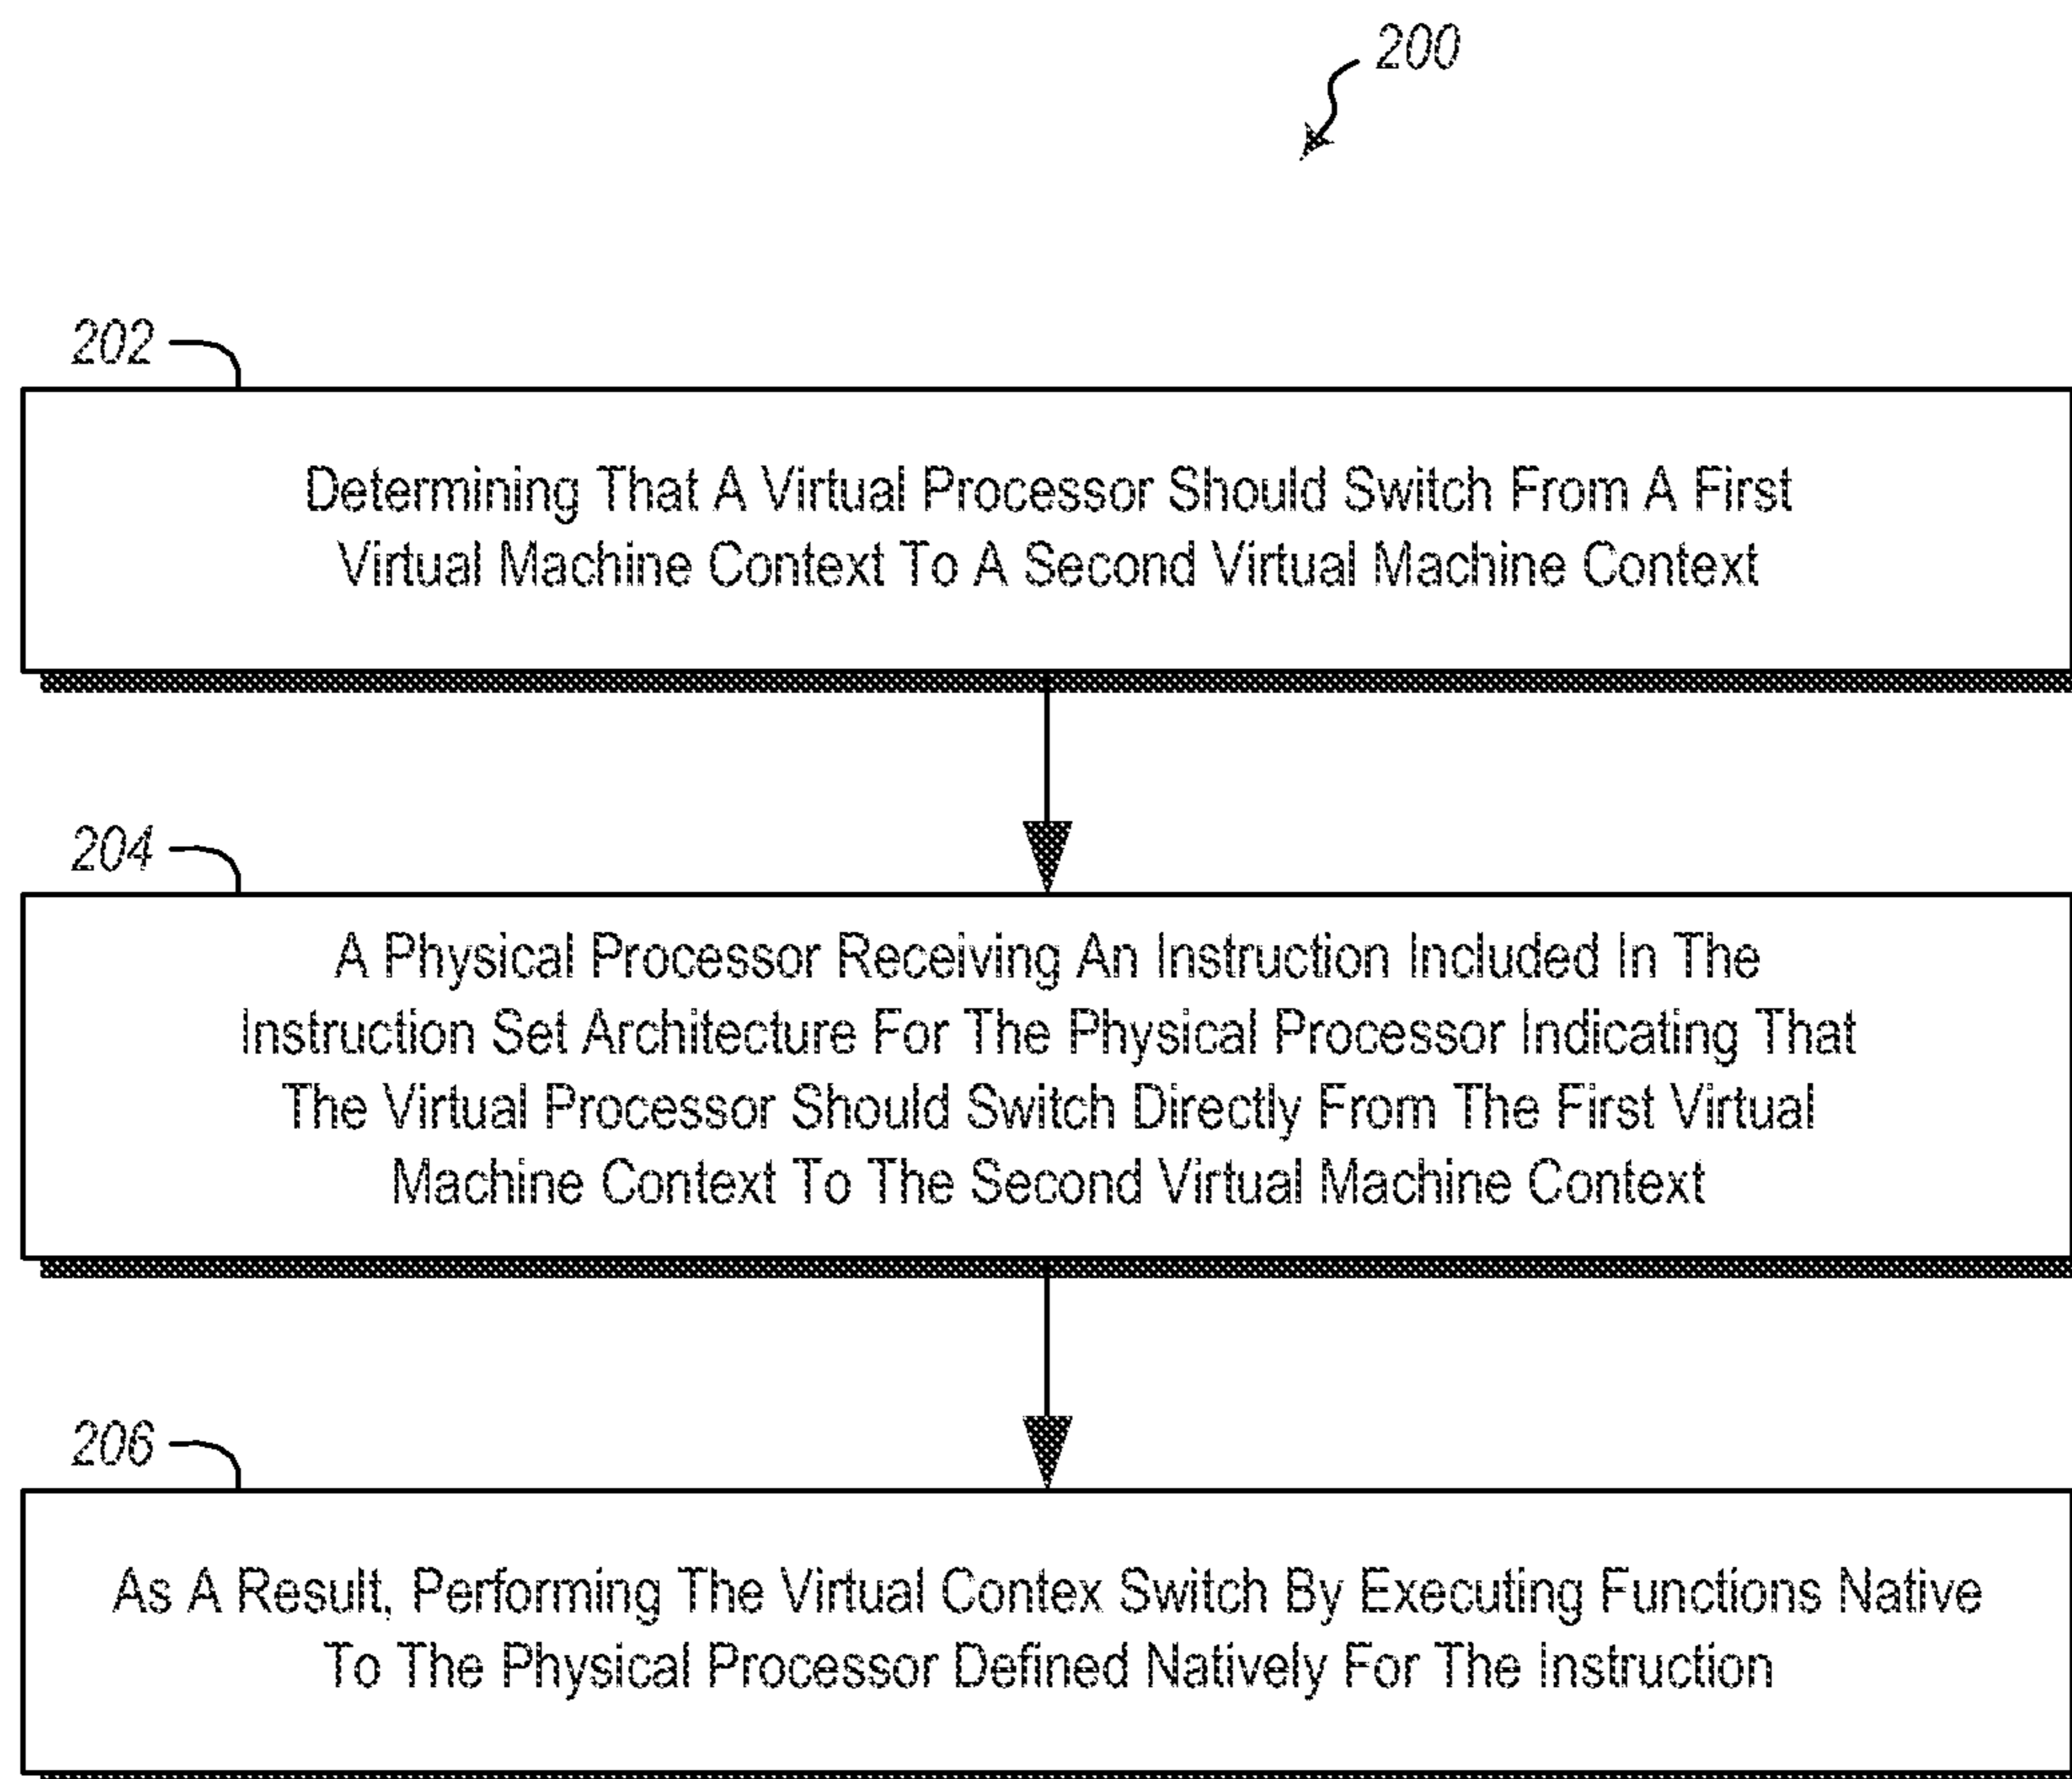 200
202
Determining That A Virtual Processor Should Switch From A First
Virtual Machine Context To A Second Virtual Machine Context
204
A Physical Processor Receiving An Instruction Included In The
Instruction Set Architecture For The Physical Processor Indicating That
The Virtual Processor Should Switch Directly From The First Virtual
Machine Context To The Second Virtual Machine Context
206
As A Result, Performing The Virtual Contex Switch By Executing Functions Native
To The Physical Processor Defined Natively For The Instruction